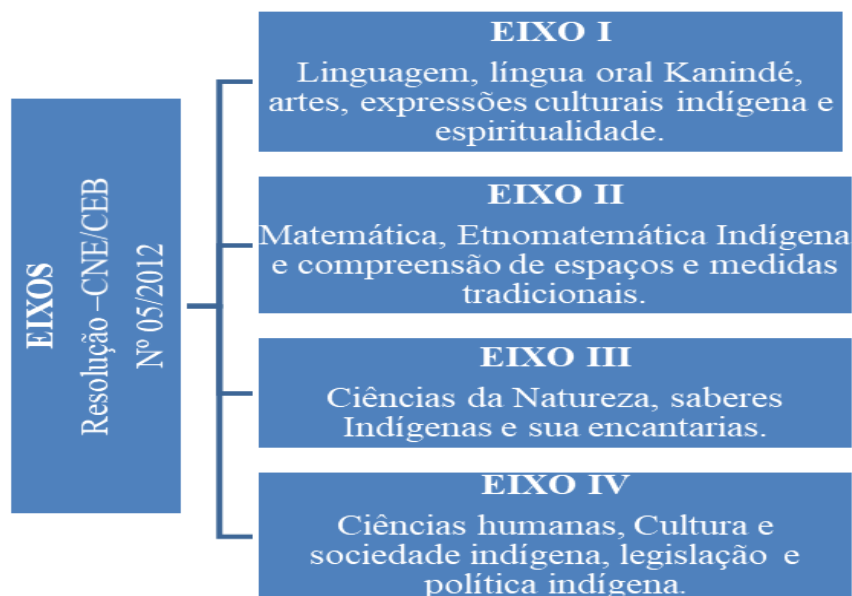 EIXOS
Resolução –CNE/CEB
Nº 05/2012
EIXO I
Linguagem, língua oral Kanindé,
artes, expressões culturais indígena e
espiritualidade.
EIXO II
Matemática, Etnomatemática Indígena
e compreensão de espaços e medidas
tradicionais.
EIXO III
Ciências da Natureza, saberes
Indígenas e sua encantarias.
EIXO IV
Ciências humanas, Cultura e
sociedade indígena, legislação e
política indígena.